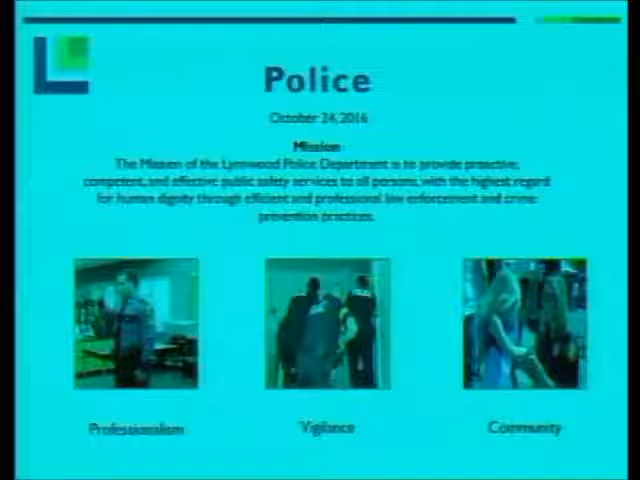 Police
October 24, 2016
Mission
The Mission of the Lynnwood Police Department is to provide proactive,
competent, and effective public safety services to all persons, with the highest regard
for human dignity through efficient and professional law enforcement and crime
prevention practices.
Professionalism
Vigilance
Community